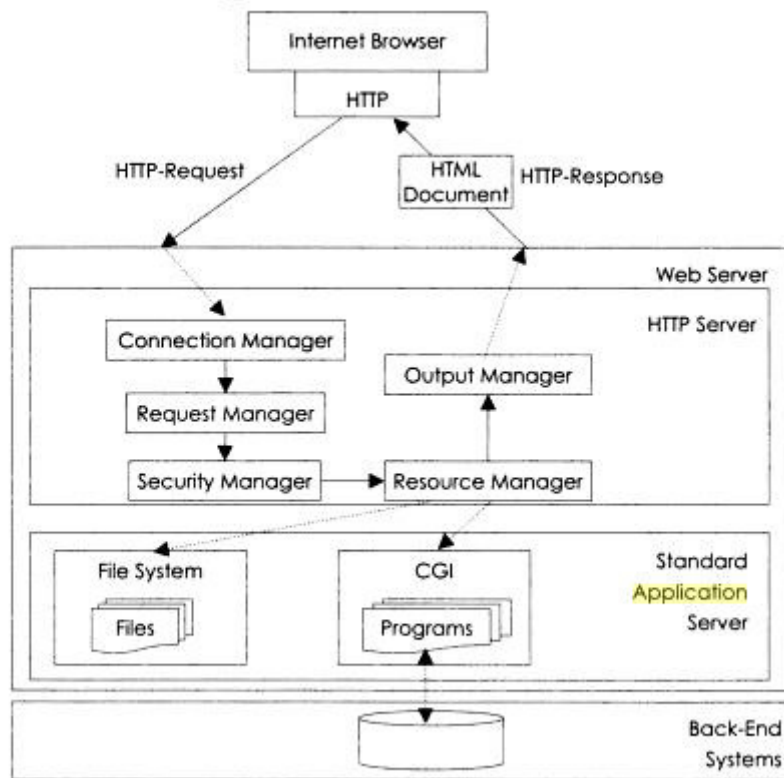 Internet Browser
HTTP
HTTP-Request
HTML
Document
HTTP-Response
Web Server
HTTP Server
Connection Manager
Output Manager
Request Manager
Security Manager
Resource Manager
File System
CGI
Standard
Application
Server
Files
Programs
Back-End
Systems